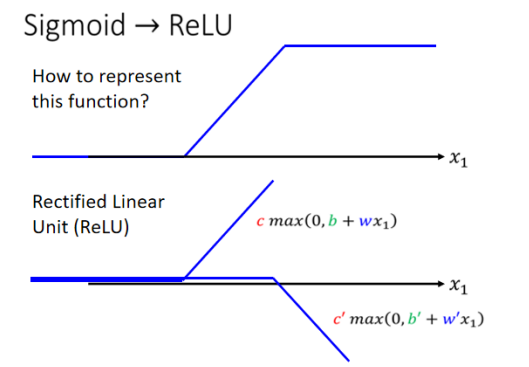 Sigmoid → ReLU
How to represent
this function?
x₁
Rectified Linear
Unit (ReLU)
c max(0, b + wx₁)
x₁
c′ max(0, b′ + w′x₁)